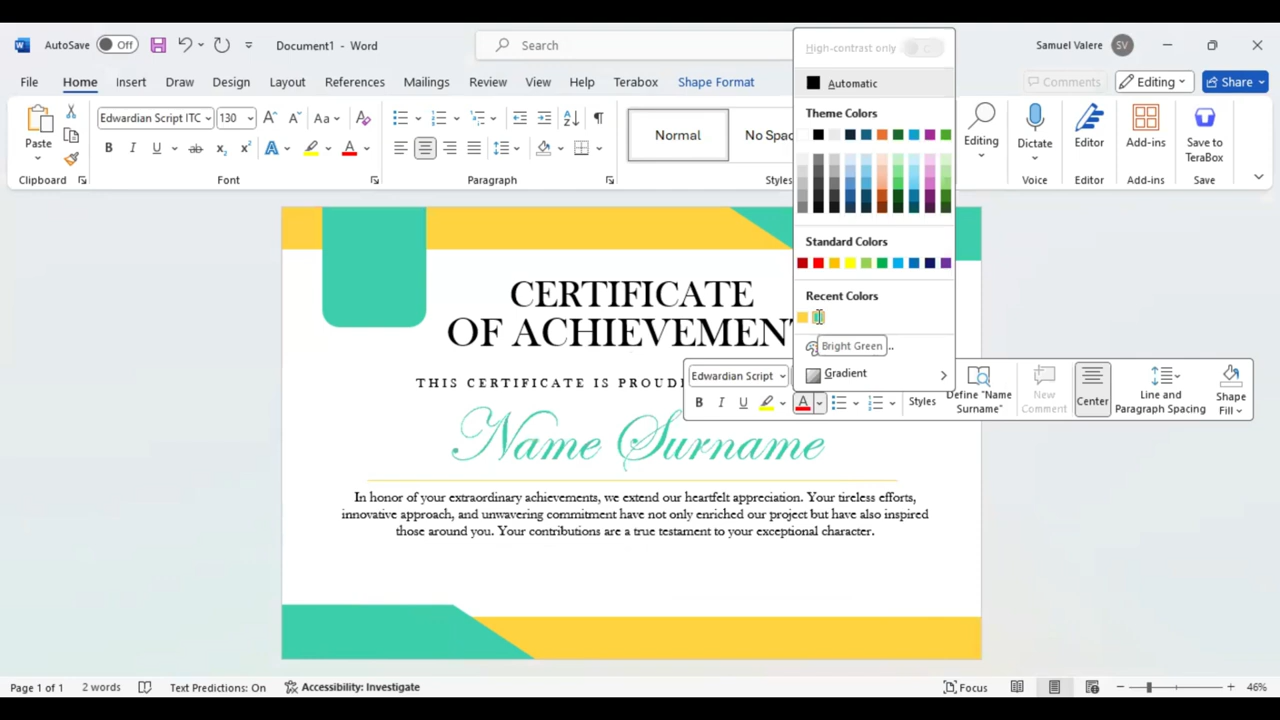 AutoSave Off Document1 - Word Search Samuel Valere SV
File Home Insert Draw Design Layout References Mailings Review View Help Terabox Shape Format Comments Editing Share
Paste
Clipboard
Edwardian Script ITC 130 Aa
B I U ab x₂ x² A A
Font
Paragraph
Normal
No Spac
Styles
Editing
Dictate
Voice
Editor
Editor
Add-ins
Add-ins
Save to
TeraBox
Save
High-contrast only
Automatic
Theme Colors
Standard Colors
Recent Colors
Bright Green ..
Gradient
CERTIFICATE
OF ACHIEVEMENT
THIS CERTIFICATE IS PROUD
Name Surname
In honor of your extraordinary achievements, we extend our heartfelt appreciation. Your tireless efforts,
innovative approach, and unwavering commitment have not only enriched our project but have also inspired
those around you. Your contributions are a true testament to your exceptional character.
Edwardian Script
B I U A
Styles
Define "Name
Surname"
New
Comment
Center
Line and
Paragraph Spacing
Shape
Fill
Page 1 of 1 2 words Text Predictions: On Accessibility: Investigate Focus 46%